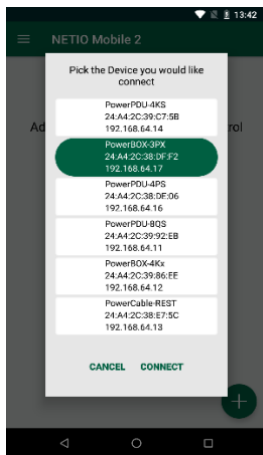 13:42
NETIO Mobile 2
Pick the Device you would like
connect
Ad
rol
PowerPDU-4KS
24:A4:2C:39:C7:5B
192.168.64.14
PowerBOX-3PX
24:A4:2C:38:DF:F2
192.168.64.17
PowerPDU-4PS
24:A4:2C:38:DE:06
192.168.64.16
PowerPDU-8QS
24:A4:2C:39:92:EB
192.168.64.11
PowerBOX-4Kx
24:A4:2C:39:86:EE
192.168.64.12
PowerCable-REST
24:A4:2C:38:E7:5C
192.168.64.13
CANCEL CONNECT